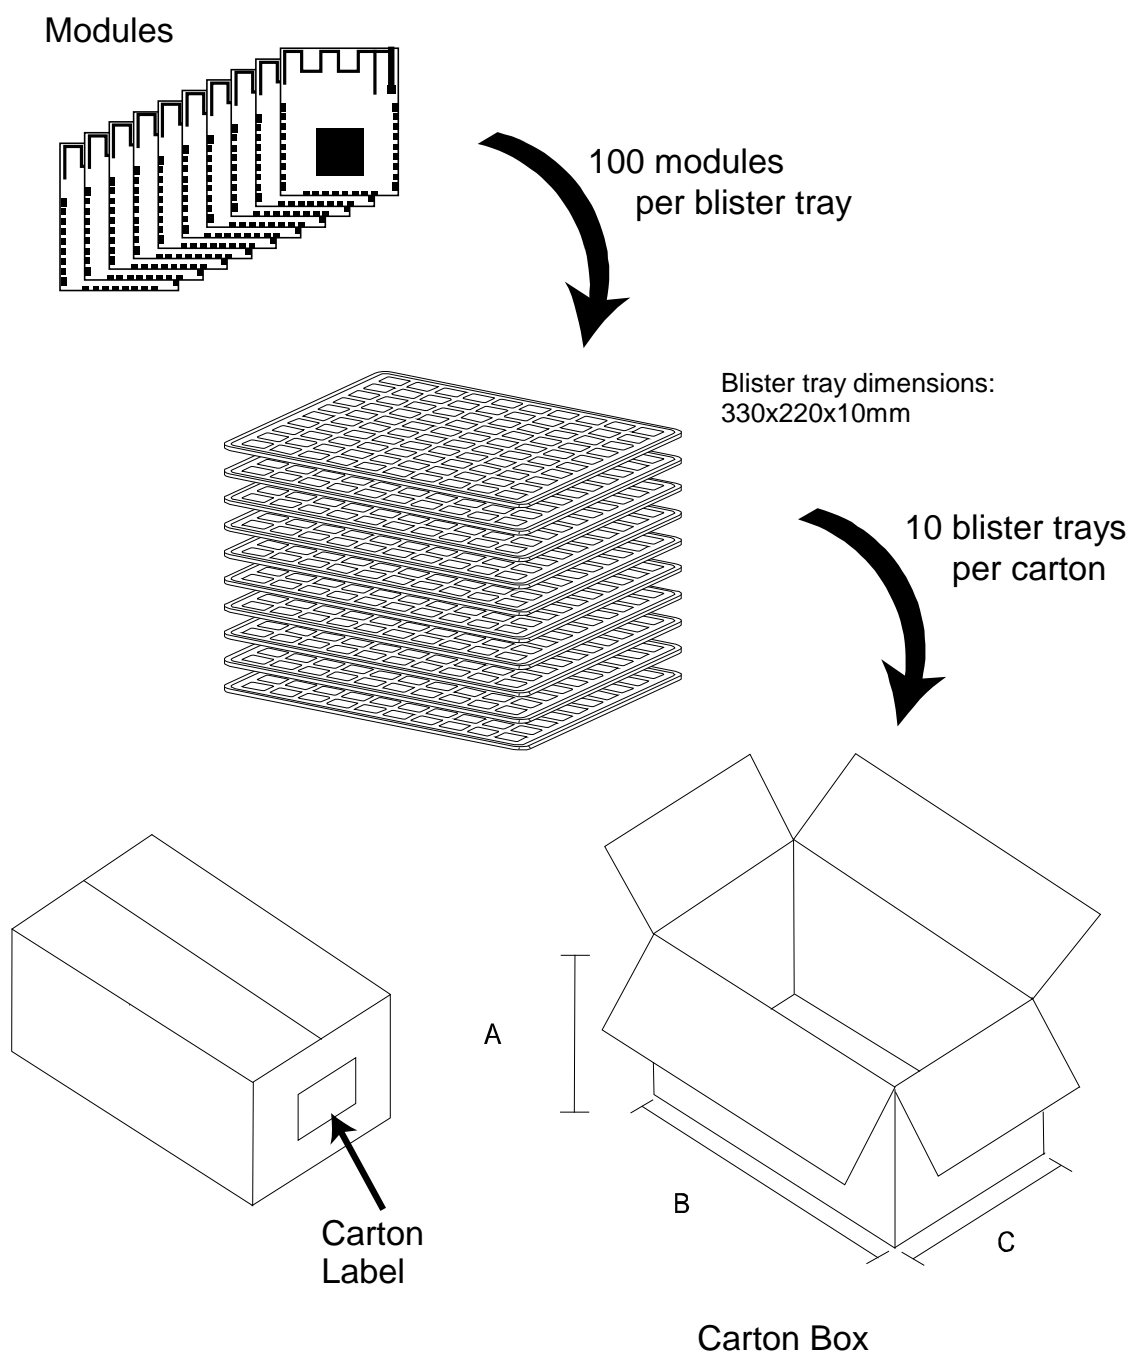 Modules
100 modules
per blister tray
Blister tray dimensions:
330x220x10mm
10 blister trays
per carton
A
B
C
Carton
Label
Carton Box